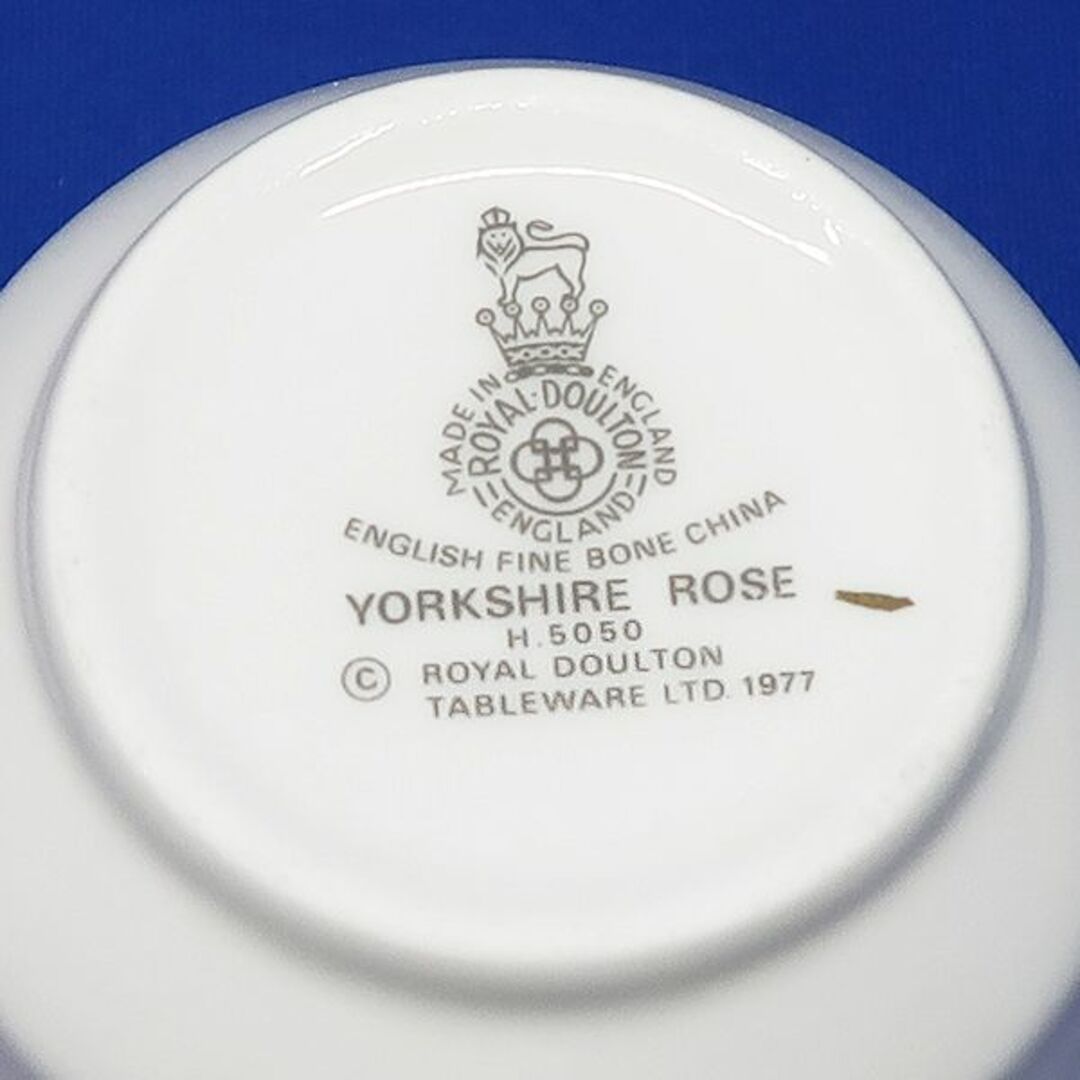 MADE IN ENGLAND
ROYAL·DOULTON
ENGLAND
ENGLISH FINE BONE CHINA
YORKSHIRE ROSE
H.5050
© ROYAL DOULTON
TABLEWARE LTD. 1977